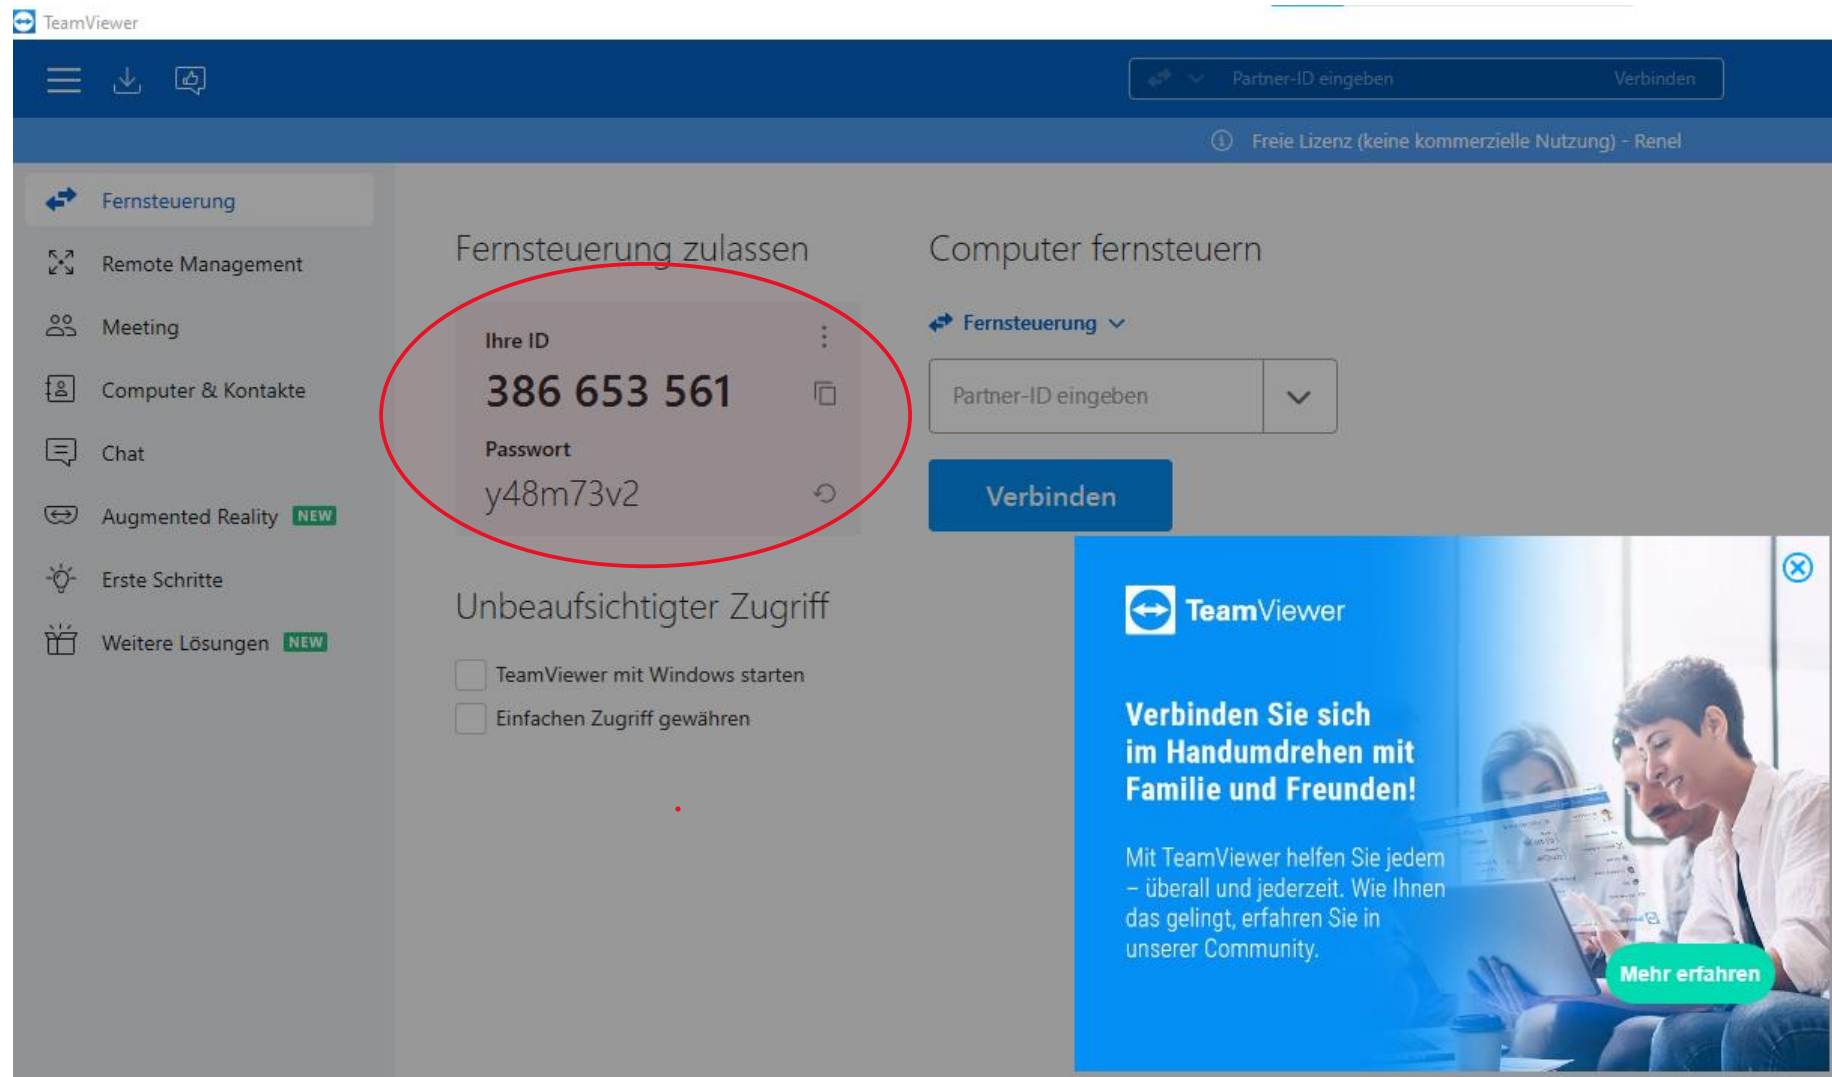 TeamViewer
Partner-ID eingeben
Verbinden
Freie Lizenz (keine kommerzielle Nutzung) - Renel
Fernsteuerung
Remote Management
Meeting
Computer & Kontakte
Chat
Augmented Reality NEW
Erste Schritte
Weitere Lösungen NEW
Fernsteuerung zulassen
Ihre ID
386 653 561
Passwort
y48m73v2
Unbeaufsichtigter Zugriff
TeamViewer mit Windows starten
Einfachen Zugriff gewähren
Computer fernsteuern
Fernsteuerung
Partner-ID eingeben
Verbinden
TeamViewer
Verbinden Sie sich
im Handumdrehen mit
Familie und Freunden!
Mit TeamViewer helfen Sie jedem
– überall und jederzeit. Wie Ihnen
das gelingt, erfahren Sie in
unserer Community.
Mehr erfahren